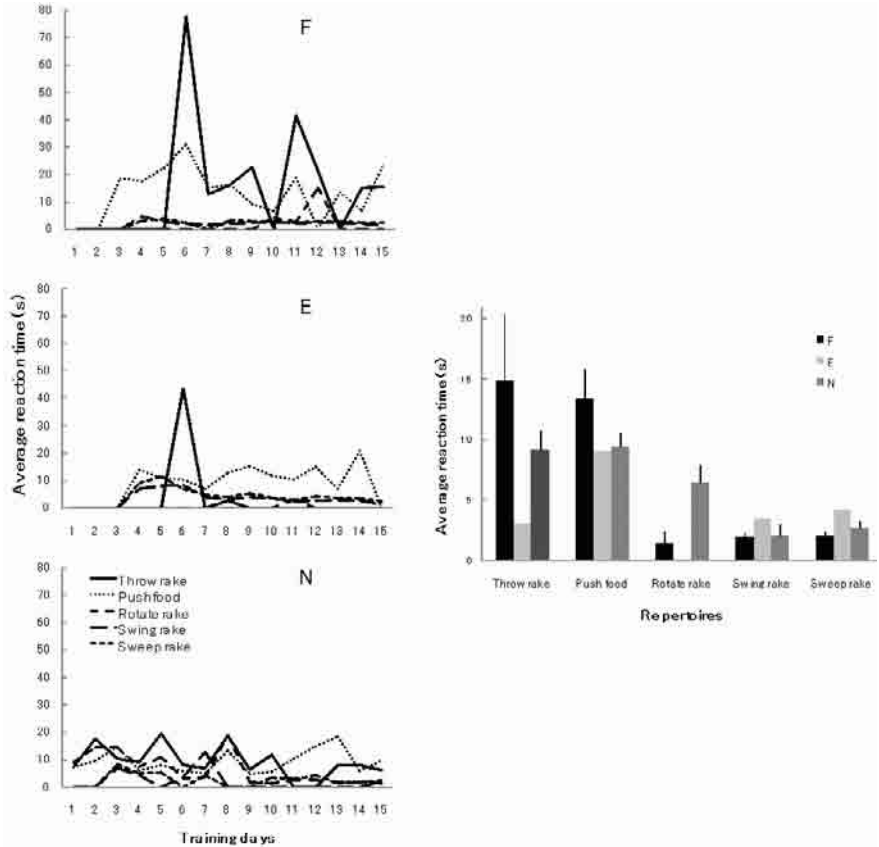 80
70
60
50
40
30
20
10
0
F
1 2 3 4 5 6 7 8 9 10 11 12 13 14 15
Average reaction time (s)
80
70
60
50
40
30
20
10
0
E
1 2 3 4 5 6 7 8 9 10 11 12 13 14 15
80
70
60
50
40
30
20
10
0
N
Throw rake
Push food
Rotate rake
Swing rake
Sweep rake
1 2 3 4 5 6 7 8 9 10 11 12 13 14 15
Training days
Average reaction time (s)
20
15
10
5
0
F
E
N
Throw rake Push food Rotate rake Swing rake Sweep rake
Repertoires